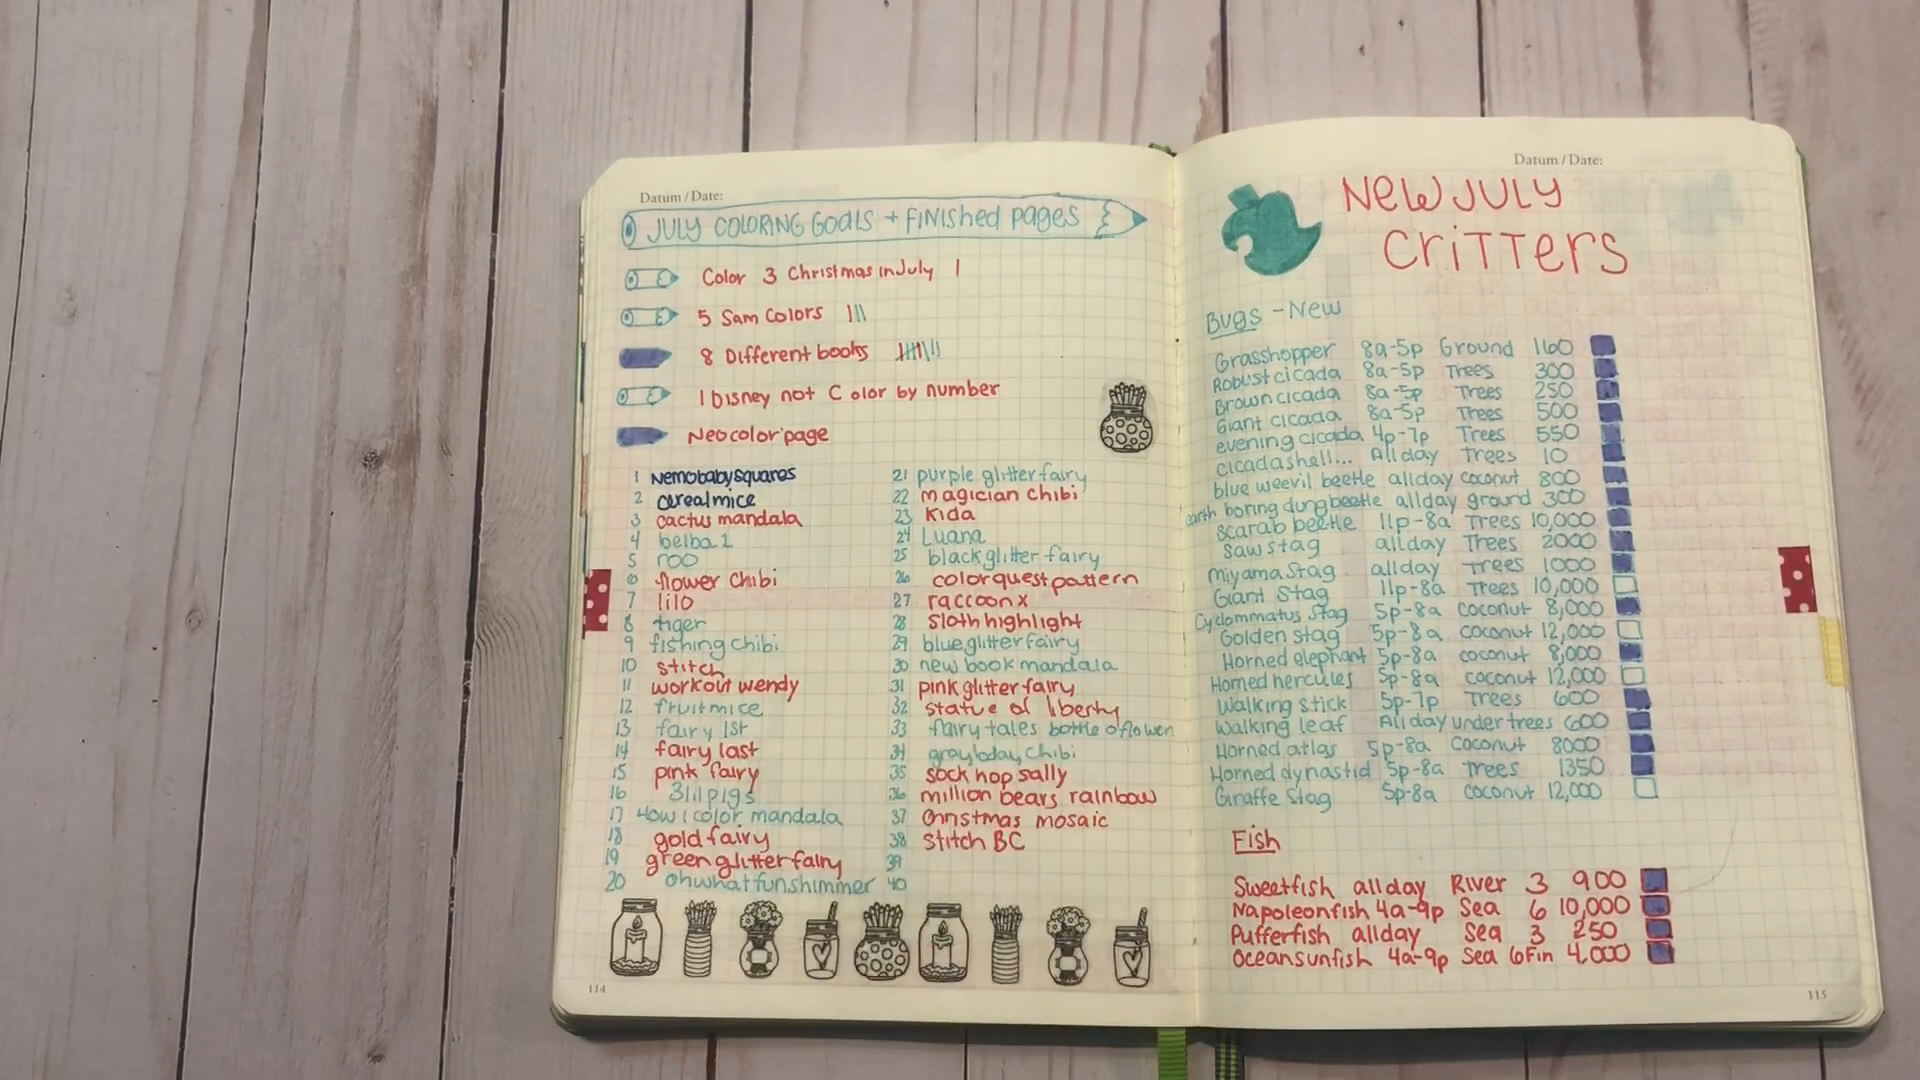 Datum / Date:
JULY COLORING GOALS + FINISHED PAGES
Color 3 Christmas in July
5 Sam Colors
8 Different books
1 Disney not Color by number
Neocolor page
1 Nemobabysquares
2 cerealmice
3 cactus mandala
4 belba 1
5 roo
6 flower chibi
7 lilo
8 tiger
9 fishing chibi
10 stitch
11 workout wendy
12 fruitmice
13 fairy 1st
14 fairy last
15 pink fairy
16 3lilpigs
17 how i color mandala
18 gold fairy
19 green glitter fairy
20 ohwhatfunshimmer
21 purple glitter fairy
22 magician chibi
23 Kida
24 Luana
25 black glitter fairy
26 colorquest pattern
27 raccoon x
28 sloth highlight
29 blue glitter fairy
30 new book mandala
31 pink glitter fairy
32 statue of liberty
33 fairy tales bottle o flower
34 chibi
35 sock hop sally
36 million bears rainbow
37 Christmas mosaic
38 Stitch BC
39
40
114
Datum / Date:
NEW JULY
CRITTERS
Bugs - New
Grasshopper 8a-5p Ground 160
Robust cicada 8a-5p Trees 300
Brown cicada 8a-5p Trees 250
Giant cicada 8a-5p Trees 500
evening cicada 4p-7p Trees 550
cicada shell... All day Trees 10
blue weevil beetle allday coconut 800
earth boring dung beetle allday ground 300
Scarab beetle 11p-8a Trees 10,000
Saw stag allday Trees 2000
Miyama Stag allday Trees 1000
Giant Stag 11p-8a Trees 10,000
Cyclommatus Stag 5p-8a coconut 8,000
Golden stag 5p-8a coconut 12,000
Horned elephant 5p-8a coconut 8,000
Horned hercules 5p-8a coconut 12,000
Walking stick 5p-7p Trees 600
Walking leaf All day under trees 600
Horned atlas 5p-8a coconut 8000
Horned dynastid 5p-8a Trees 1350
Giraffe Stag 5p-8a coconut 12,000
Fish
Sweetfish allday River 3 900
Napoleonfish 4a-9p Sea 6 10,000
Pufferfish allday Sea 3 250
Oceansunfish 4a-9p Sea 6Fin 4,000
115